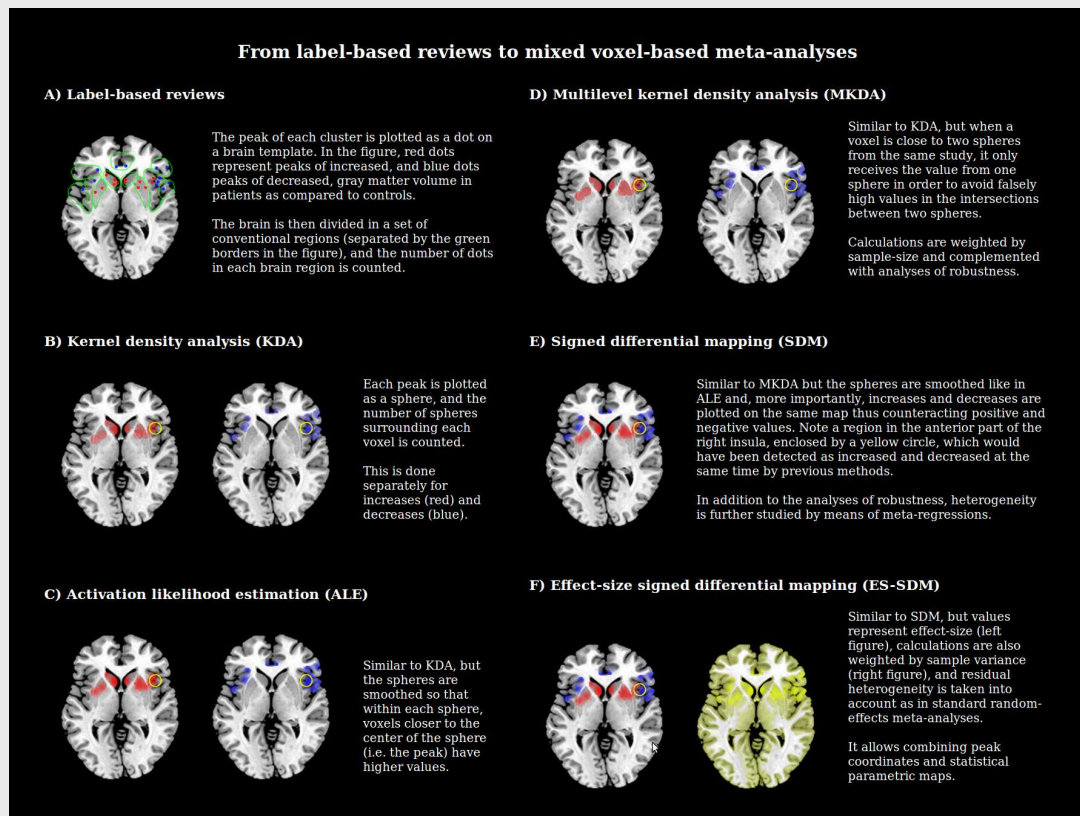 From label-based reviews to mixed voxel-based meta-analyses
A) Label-based reviews
The peak of each cluster is plotted as a dot on
a brain template. In the figure, red dots
represent peaks of increased, and blue dots
peaks of decreased, gray matter volume in
patients as compared to controls.
The brain is then divided in a set of
conventional regions (separated by the green
borders in the figure), and the number of dots
in each brain region is counted.
B) Kernel density analysis (KDA)
Each peak is plotted
as a sphere, and the
number of spheres
surrounding each
voxel is counted.
This is done
separately for
increases (red) and
decreases (blue).
C) Activation likelihood estimation (ALE)
Similar to KDA, but
the spheres are
smoothed so that
within each sphere,
voxels closer to the
center of the sphere
(i.e. the peak) have
higher values.
D) Multilevel kernel density analysis (MKDA)
Similar to KDA, but when a
voxel is close to two spheres
from the same study, it only
receives the value from one
sphere in order to avoid falsely
high values in the intersections
between two spheres.
Calculations are weighted by
sample-size and complemented
with analyses of robustness.
E) Signed differential mapping (SDM)
Similar to MKDA but the spheres are smoothed like in
ALE and, more importantly, increases and decreases are
plotted on the same map thus counteracting positive and
negative values. Note a region in the anterior part of the
right insula, enclosed by a yellow circle, which would
have been detected as increased and decreased at the
same time by previous methods.
In addition to the analyses of robustness, heterogeneity
is further studied by means of meta-regressions.
F) Effect-size signed differential mapping (ES-SDM)
Similar to SDM, but values
represent effect-size (left
figure), calculations are also
weighted by sample variance
(right figure), and residual
heterogeneity is taken into
account as in standard random-
effects meta-analyses.
It allows combining peak
coordinates and statistical
parametric maps.